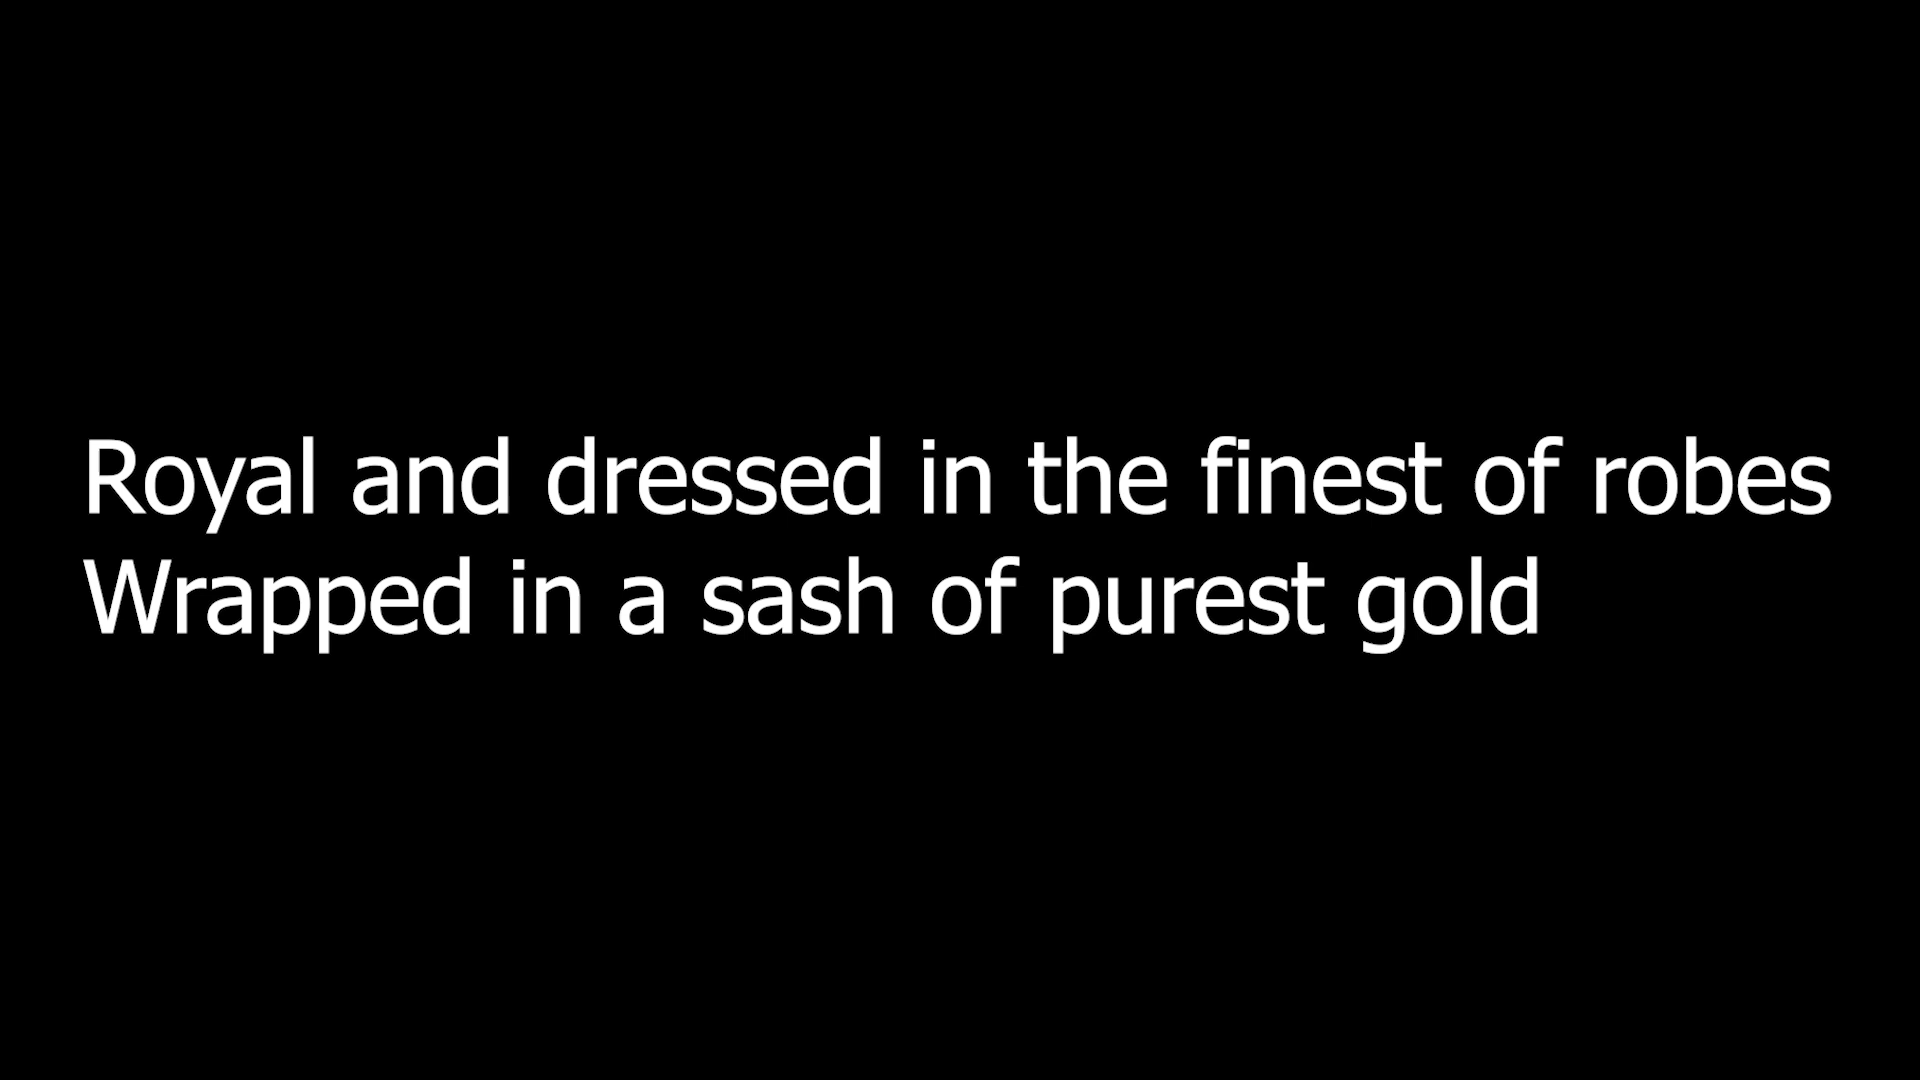 Royal and dressed in the finest of robes
Wrapped in a sash of purest gold